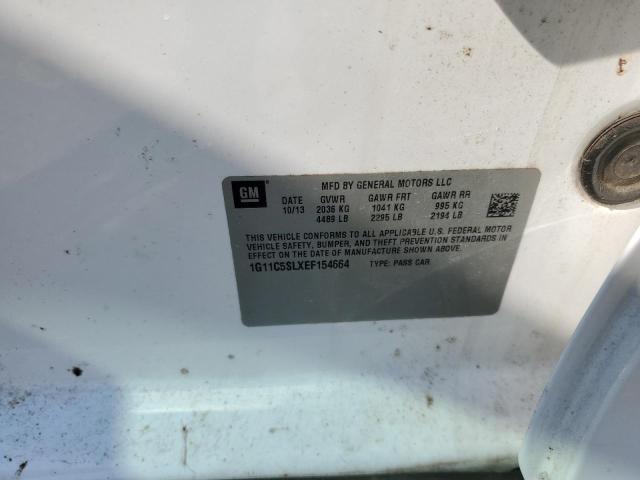 GM
MFD BY GENERAL MOTORS LLC
DATE GVWR GAWR FRT GAWR RR
10/13 2036 KG 1041 KG 995 KG
4489 LB 2295 LB 2194 LB
THIS VEHICLE CONFORMS TO ALL APPLICABLE U.S. FEDERAL MOTOR
VEHICLE SAFETY, BUMPER, AND THEFT PREVENTION STANDARDS IN
EFFECT ON THE DATE OF MANUFACTURE SHOWN ABOVE.
1G11C5SLXEF154664 TYPE: PASS CAR